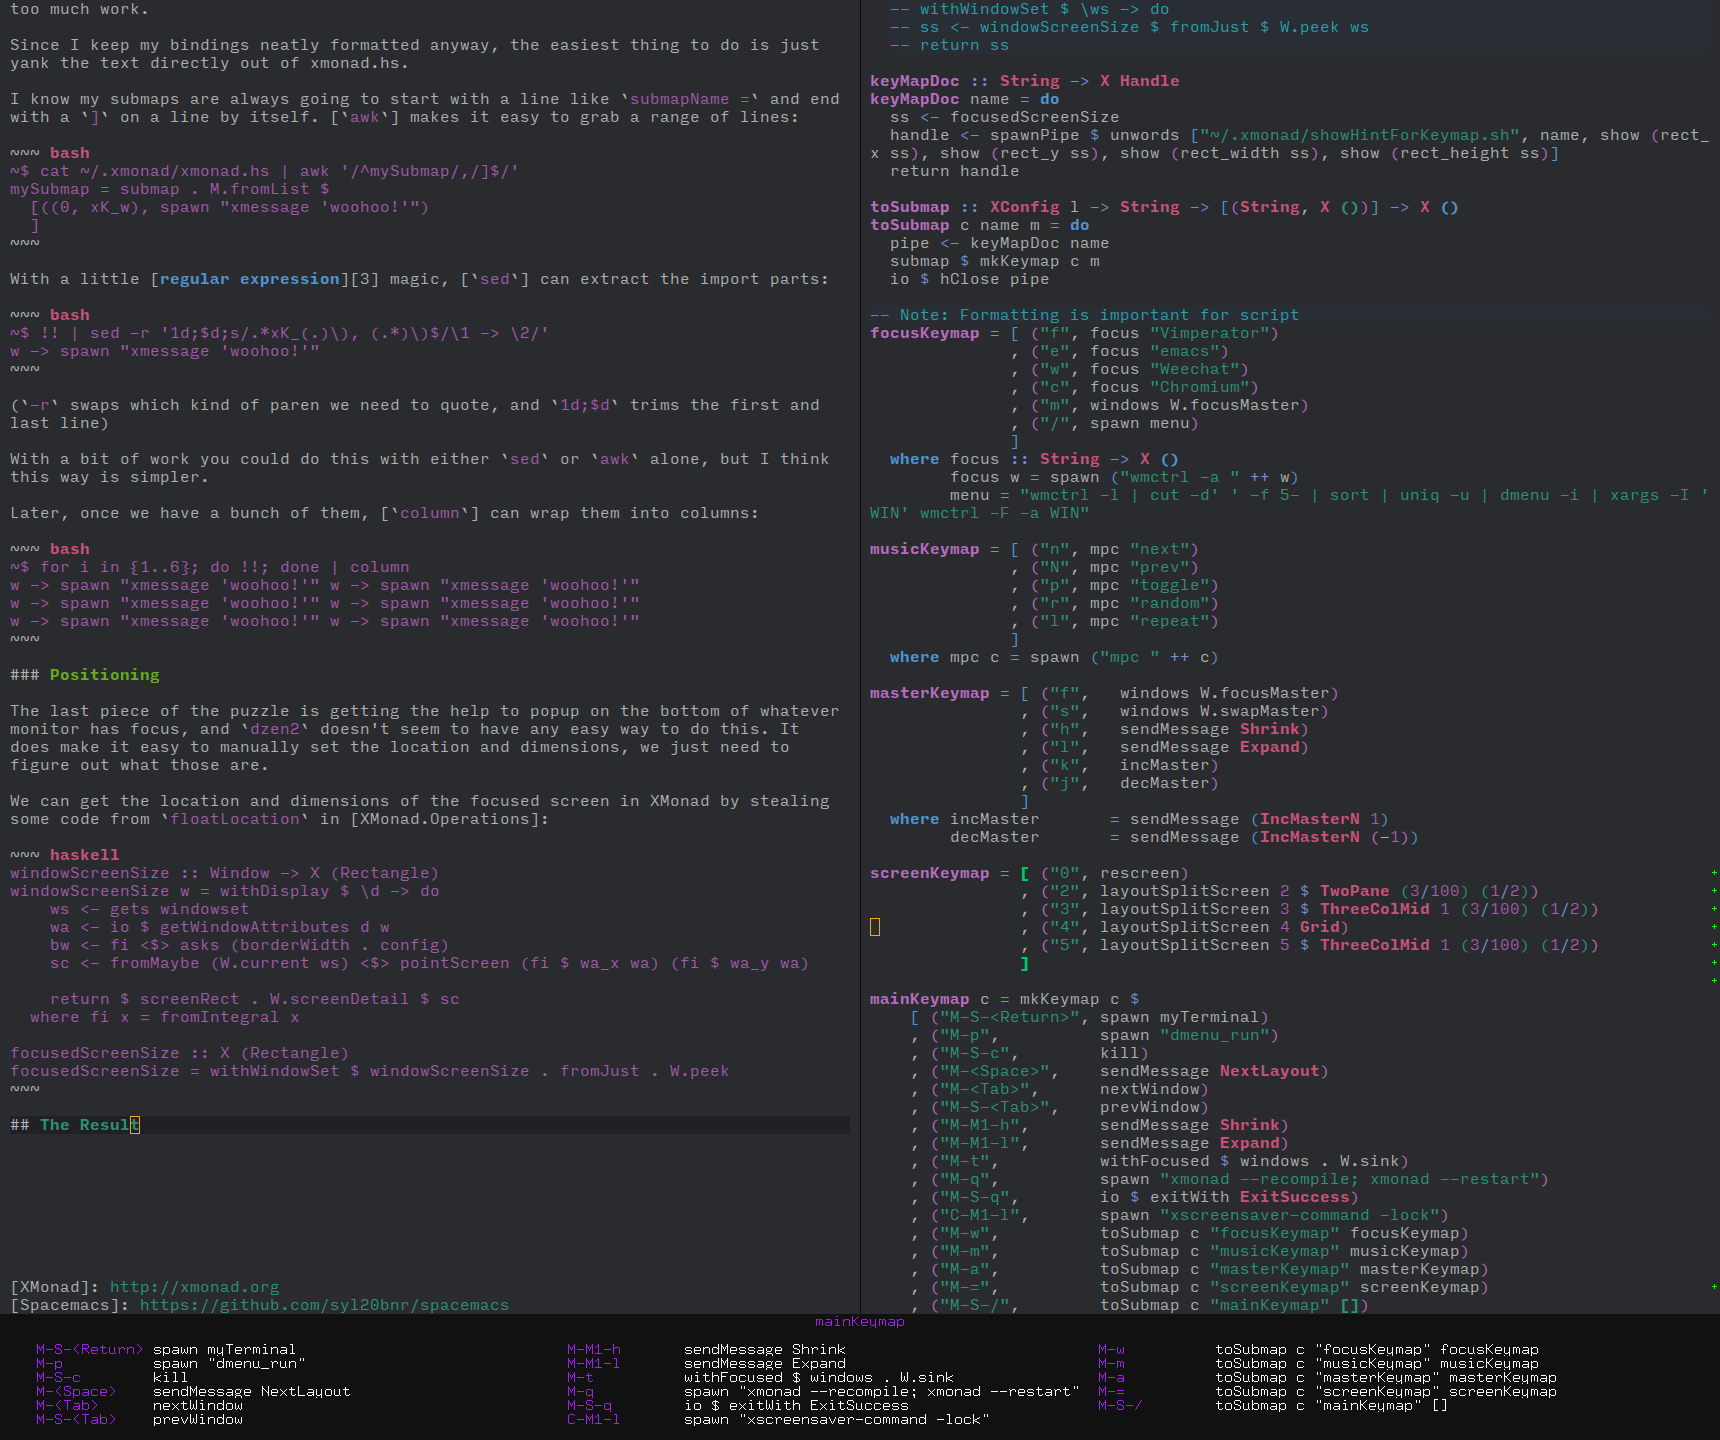 too much work.
Since I keep my bindings neatly formatted anyway, the easiest thing to do is just
yank the text directly out of xmonad.hs.
I know my submaps are always going to start with a line like `submapName =` and end
with a `]` on a line by itself. [`awk`] makes it easy to grab a range of lines:
~~~ bash
~$ cat ~/.xmonad/xmonad.hs | awk '/^mySubmap/,/]$/'
mySubmap = submap . M.fromList $
  [((0, xK_w), spawn "xmessage 'woohoo!'")
  ]
~~~
With a little [regular expression][3] magic, [`sed`] can extract the import parts:
~~~ bash
~$ !! | sed -r '1d;$d;s/.*xK_(.)\), (.*)\)$/\1 -> \2/'
w -> spawn "xmessage 'woohoo!'"
~~~
(`-r` swaps which kind of paren we need to quote, and `1d;$d` trims the first and
last line)
With a bit of work you could do this with either `sed` or `awk` alone, but I think
this way is simpler.
Later, once we have a bunch of them, [`column`] can wrap them into columns:
~~~ bash
~$ for i in {1..6}; do !!; done | column
w -> spawn "xmessage 'woohoo!'" w -> spawn "xmessage 'woohoo!'"
w -> spawn "xmessage 'woohoo!'" w -> spawn "xmessage 'woohoo!'"
w -> spawn "xmessage 'woohoo!'" w -> spawn "xmessage 'woohoo!'"
~~~
### Positioning
The last piece of the puzzle is getting the help to popup on the bottom of whatever
monitor has focus, and `dzen2` doesn't seem to have any easy way to do this. It
does make it easy to manually set the location and dimensions, we just need to
figure out what those are.
We can get the location and dimensions of the focused screen in XMonad by stealing
some code from `floatLocation` in [XMonad.Operations]:
~~~ haskell
windowScreenSize :: Window -> X (Rectangle)
windowScreenSize w = withDisplay $ \d -> do
    ws <- gets windowset
    wa <- io $ getWindowAttributes d w
    bw <- fi <$> asks (borderWidth . config)
    sc <- fromMaybe (W.current ws) <$> pointScreen (fi $ wa_x wa) (fi $ wa_y wa)
    return $ screenRect . W.screenDetail $ sc
  where fi x = fromIntegral x
focusedScreenSize :: X (Rectangle)
focusedScreenSize = withWindowSet $ windowScreenSize . fromJust . W.peek
~~~
## The Result
[XMonad]: http://xmonad.org
[Spacemacs]: https://github.com/syl20bnr/spacemacs
  -- withWindowSet $ \ws -> do
  -- ss <- windowScreenSize $ fromJust $ W.peek ws
  -- return ss
keyMapDoc :: String -> X Handle
keyMapDoc name = do
  ss <- focusedScreenSize
  handle <- spawnPipe $ unwords ["~/.xmonad/showHintForKeymap.sh", name, show (rect_
x ss), show (rect_y ss), show (rect_width ss), show (rect_height ss)]
  return handle
toSubmap :: XConfig l -> String -> [(String, X ())] -> X ()
toSubmap c name m = do
  pipe <- keyMapDoc name
  submap $ mkKeymap c m
  io $ hClose pipe
-- Note: Formatting is important for script
focusKeymap = [ ("f", focus "Vimperator")
              , ("e", focus "emacs")
              , ("w", focus "Weechat")
              , ("c", focus "Chromium")
              , ("m", windows W.focusMaster)
              , ("/", spawn menu)
              ]
  where focus :: String -> X ()
        focus w = spawn ("wmctrl -a " ++ w)
        menu = "wmctrl -l | cut -d' ' -f 5- | sort | uniq -u | dmenu -i | xargs -I '
WIN' wmctrl -F -a WIN"
musicKeymap = [ ("n", mpc "next")
              , ("N", mpc "prev")
              , ("p", mpc "toggle")
              , ("r", mpc "random")
              , ("l", mpc "repeat")
              ]
  where mpc c = spawn ("mpc " ++ c)
masterKeymap = [ ("f",   windows W.focusMaster)
               , ("s",   windows W.swapMaster)
               , ("h",   sendMessage Shrink)
               , ("l",   sendMessage Expand)
               , ("k",   incMaster)
               , ("j",   decMaster)
               ]
  where incMaster       = sendMessage (IncMasterN 1)
        decMaster       = sendMessage (IncMasterN (-1))
screenKeymap = [ ("0", rescreen)
               , ("2", layoutSplitScreen 2 $ TwoPane (3/100) (1/2))
               , ("3", layoutSplitScreen 3 $ ThreeColMid 1 (3/100) (1/2))
               , ("4", layoutSplitScreen 4 Grid)
               , ("5", layoutSplitScreen 5 $ ThreeColMid 1 (3/100) (1/2))
               ]
mainKeymap c = mkKeymap c $
    [ ("M-S-<Return>", spawn myTerminal)
    , ("M-p",          spawn "dmenu_run")
    , ("M-S-c",        kill)
    , ("M-<Space>",    sendMessage NextLayout)
    , ("M-<Tab>",      nextWindow)
    , ("M-S-<Tab>",    prevWindow)
    , ("M-M1-h",       sendMessage Shrink)
    , ("M-M1-l",       sendMessage Expand)
    , ("M-t",          withFocused $ windows . W.sink)
    , ("M-q",          spawn "xmonad --recompile; xmonad --restart")
    , ("M-S-q",        io $ exitWith ExitSuccess)
    , ("C-M1-l",       spawn "xscreensaver-command -lock")
    , ("M-w",          toSubmap c "focusKeymap" focusKeymap)
    , ("M-m",          toSubmap c "musicKeymap" musicKeymap)
    , ("M-a",          toSubmap c "masterKeymap" masterKeymap)
    , ("M-=",          toSubmap c "screenKeymap" screenKeymap)
    , ("M-S-/",        toSubmap c "mainKeymap" [])
mainKeymap
M-S-<Return> spawn myTerminal M-M1-h sendMessage Shrink M-w toSubmap c "focusKeymap" focusKeymap
M-p spawn "dmenu_run" M-M1-l sendMessage Expand M-m toSubmap c "musicKeymap" musicKeymap
M-S-c kill M-t withFocused $ windows . W.sink M-a toSubmap c "masterKeymap" masterKeymap
M-<Space> sendMessage NextLayout M-q spawn "xmonad --recompile; xmonad --restart" M-= toSubmap c "screenKeymap" screenKeymap
M-<Tab> nextWindow M-S-q io $ exitWith ExitSuccess M-S-/ toSubmap c "mainKeymap" []
M-S-<Tab> prevWindow C-M1-l spawn "xscreensaver-command -lock"